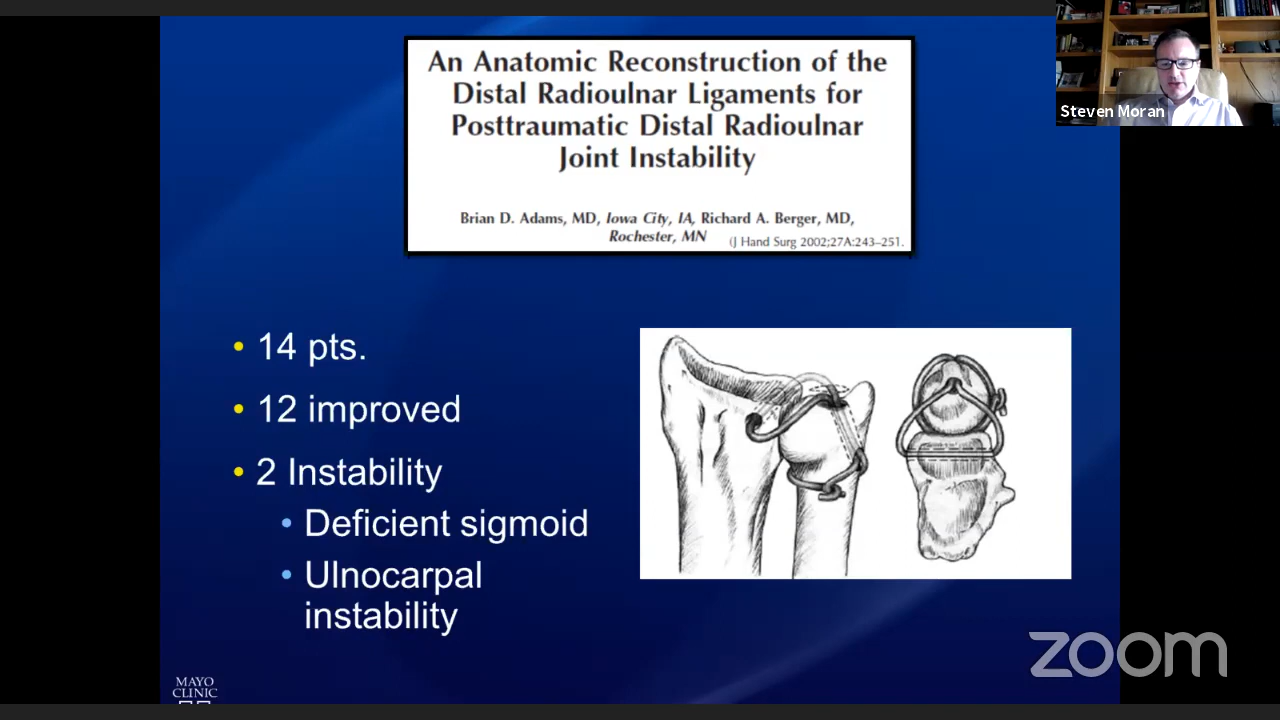 An Anatomic Reconstruction of the
Distal Radioulnar Ligaments for
Posttraumatic Distal Radioulnar
Joint Instability
Brian D. Adams, MD, Iowa City, IA, Richard A. Berger, MD,
Rochester, MN
(J Hand Surg 2002;27A:243–251.
Steven Moran
• 14 pts.
• 12 improved
• 2 Instability
• Deficient sigmoid
• Ulnocarpal
instability
zoom
MAYO
CLINIC